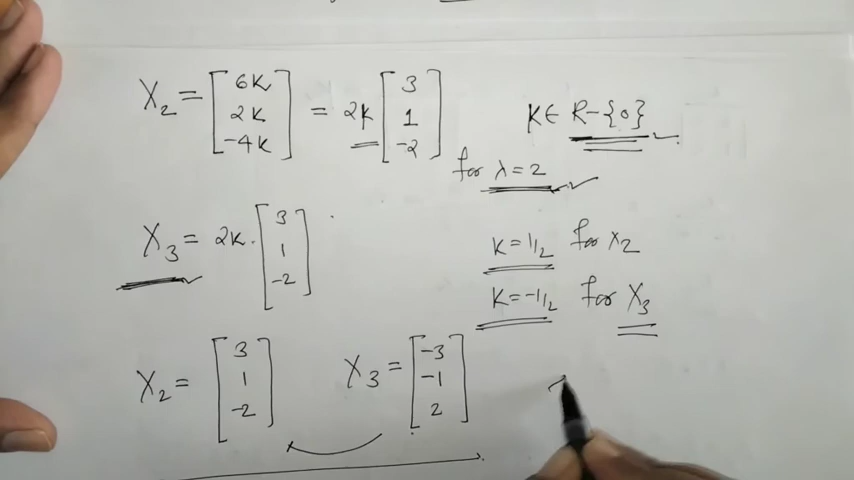 X₂ = [6k 2k -4k] = 2k [3 1 -2] k ∈ R-{0}
for λ = 2
X₃ = 2k. [3 1 -2]
k = 1/2 for X₂
k = -1/2 for X₃
X₂ = [3 1 -2] X₃ = [-3 -1 2]